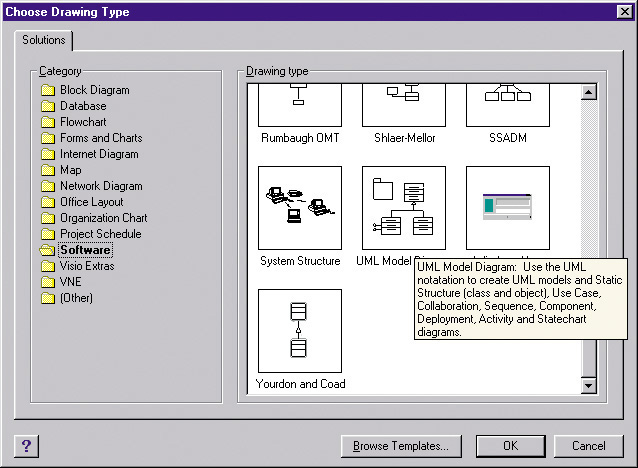 Choose Drawing Type
Solutions
Category
Block Diagram
Database
Flowchart
Forms and Charts
Internet Diagram
Map
Network Diagram
Office Layout
Organization Chart
Project Schedule
Software
Visio Extras
VNE
(Other)
Drawing type
Rumbaugh OMT
Shlaer-Mellor
SSADM
System Structure
UML Model
UML Model Diagram: Use the UML
notatation to create UML models and Static
Structure (class and object), Use Case,
Collaboration, Sequence, Component,
Deployment, Activity and Statechart
diagrams.
Yourdon and Coad
?
Browse Templates...
OK
Cancel